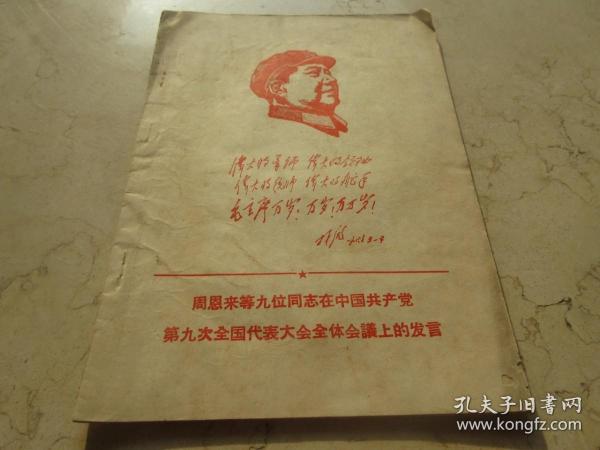 伟大的导师 伟大的领袖
伟大的统帅 伟大的舵手
毛主席万岁!万岁!万万岁!
林彪
周恩来等九位同志在中国共产党
第九次全国代表大会全体会議上的发言
孔夫子旧书网
www.kongfz.com